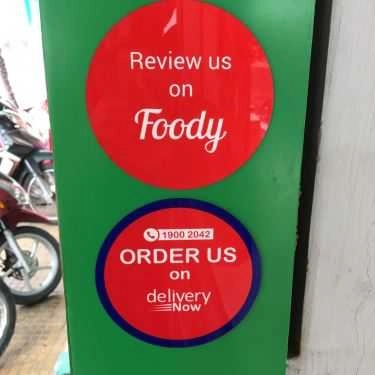 Review us
on
Foody
1900 2042
ORDER US
on
delivery
Now